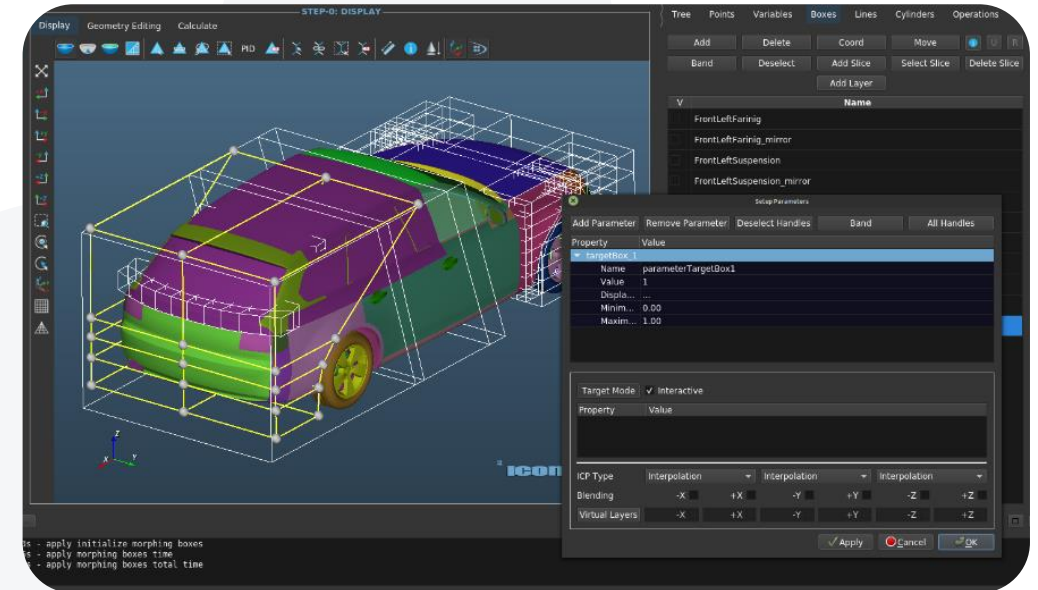 STEP-0: DISPLAY
Display Geometry Editing Calculate
PID
Tree Points Variables Boxes Lines Cylinders Operations
Add Delete Coord Move
Band Deselect Add Slice Select Slice Delete Slice
Add Layer
V Name
FrontLeftFarinig
FrontLeftFarinig_mirror
FrontLeftSuspension
FrontLeftSuspension_mirror
Setup Parameters
Add Parameter Remove Parameter Deselect Handles Band All Handles
Property Value
targetBox_1
Name parameterTargetBox1
Value 1
Displa... ...
Minim... 0.00
Maxim... 1.00
Target Mode Interactive
Property Value
ICP Type Interpolation Interpolation Interpolation
Blending -X +X -Y +Y -Z +Z
Virtual Layers -X +X -Y +Y -Z +Z
Apply Cancel OK
Z
X Y
icon
s - apply initialize morphing boxes
s - apply morphing boxes time
s - apply morphing boxes total time